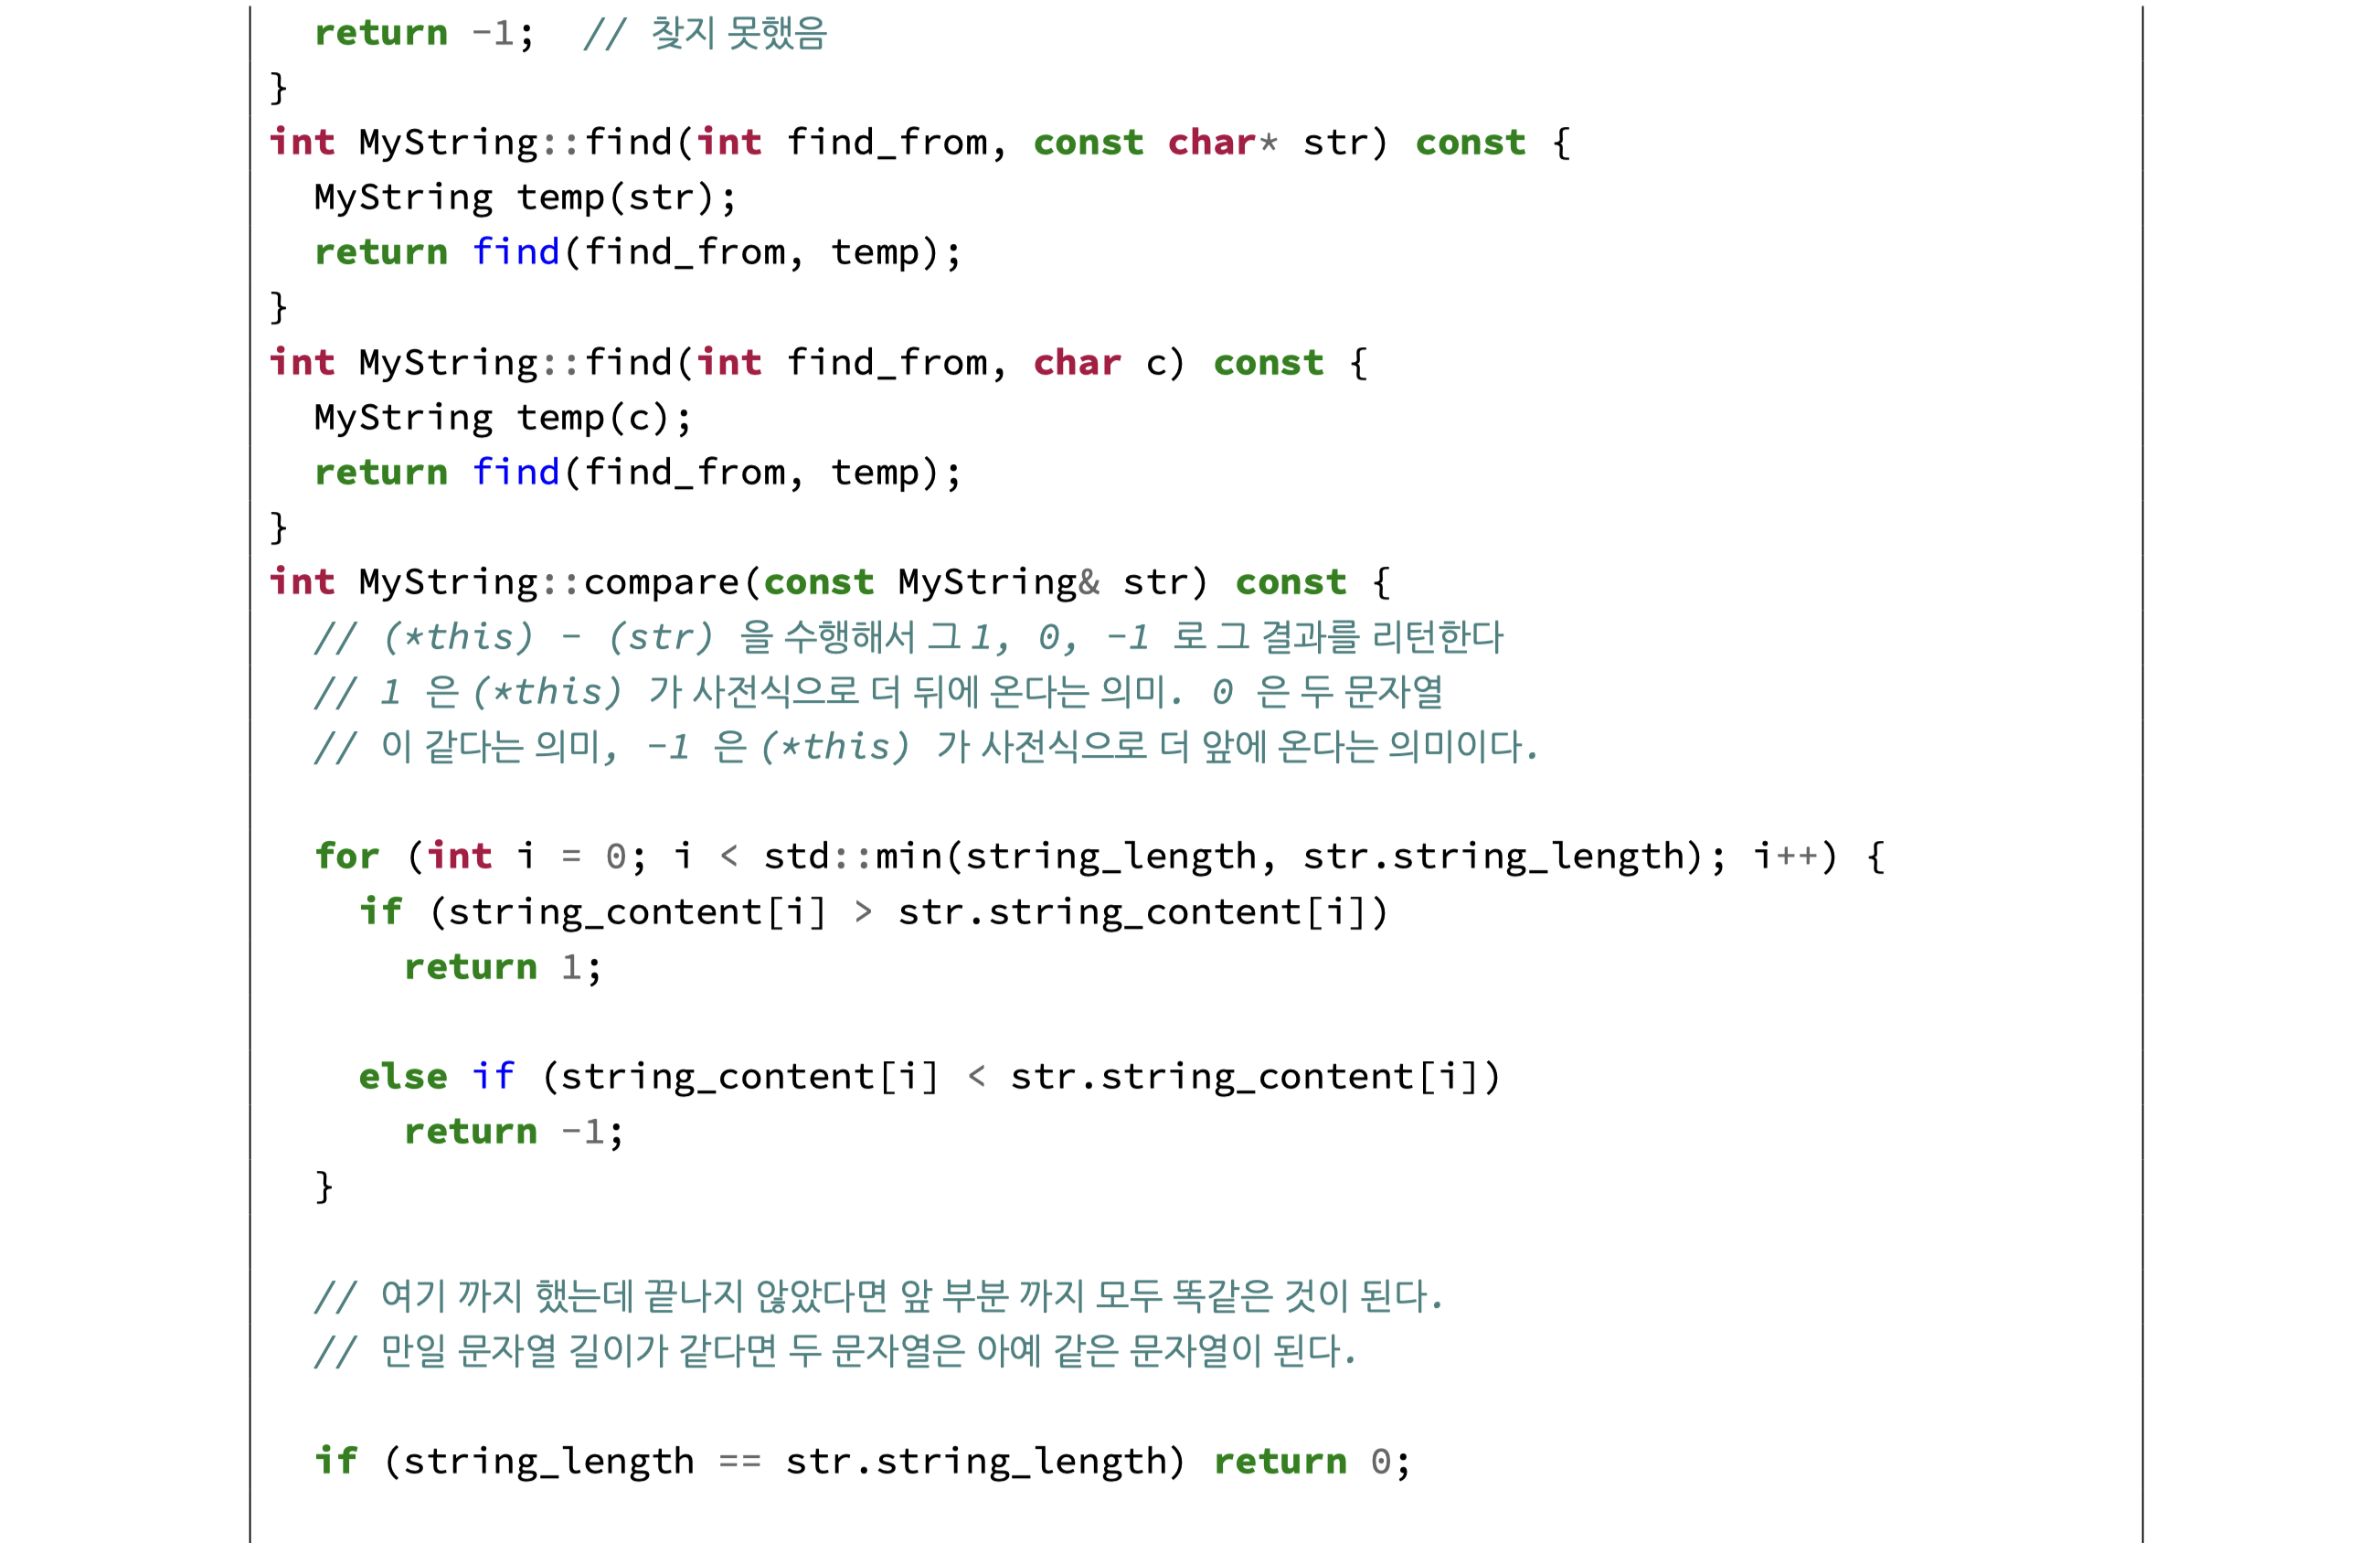 return -1;  // 찾지 못했음
}
int MyString::find(int find_from, const char* str) const {
MyString temp(str);
return find(find_from, temp);
}
int MyString::find(int find_from, char c) const {
MyString temp(c);
return find(find_from, temp);
}
int MyString::compare(const MyString& str) const {
// (*this) - (str) 을 수행해서 그 1, 0, -1 로 그 결과를 리턴한다
// 1 은 (*this) 가 사전식으로 더 뒤에 온다는 의미. 0 은 두 문자열
// 이 같다는 의미, -1 은 (*this) 가 사전식으로 더 앞에 온다는 의미이다.
for (int i = 0; i < std::min(string_length, str.string_length); i++) {
if (string_content[i] > str.string_content[i])
return 1;
else if (string_content[i] < str.string_content[i])
return -1;
}
// 여기 까지 했는데 끝나지 않았다면 앞 부분 까지 모두 똑같은 것이 된다.
// 만일 문자열 길이가 같다면 두 문자열은 아예 같은 문자열이 된다.
if (string_length == str.string_length) return 0;